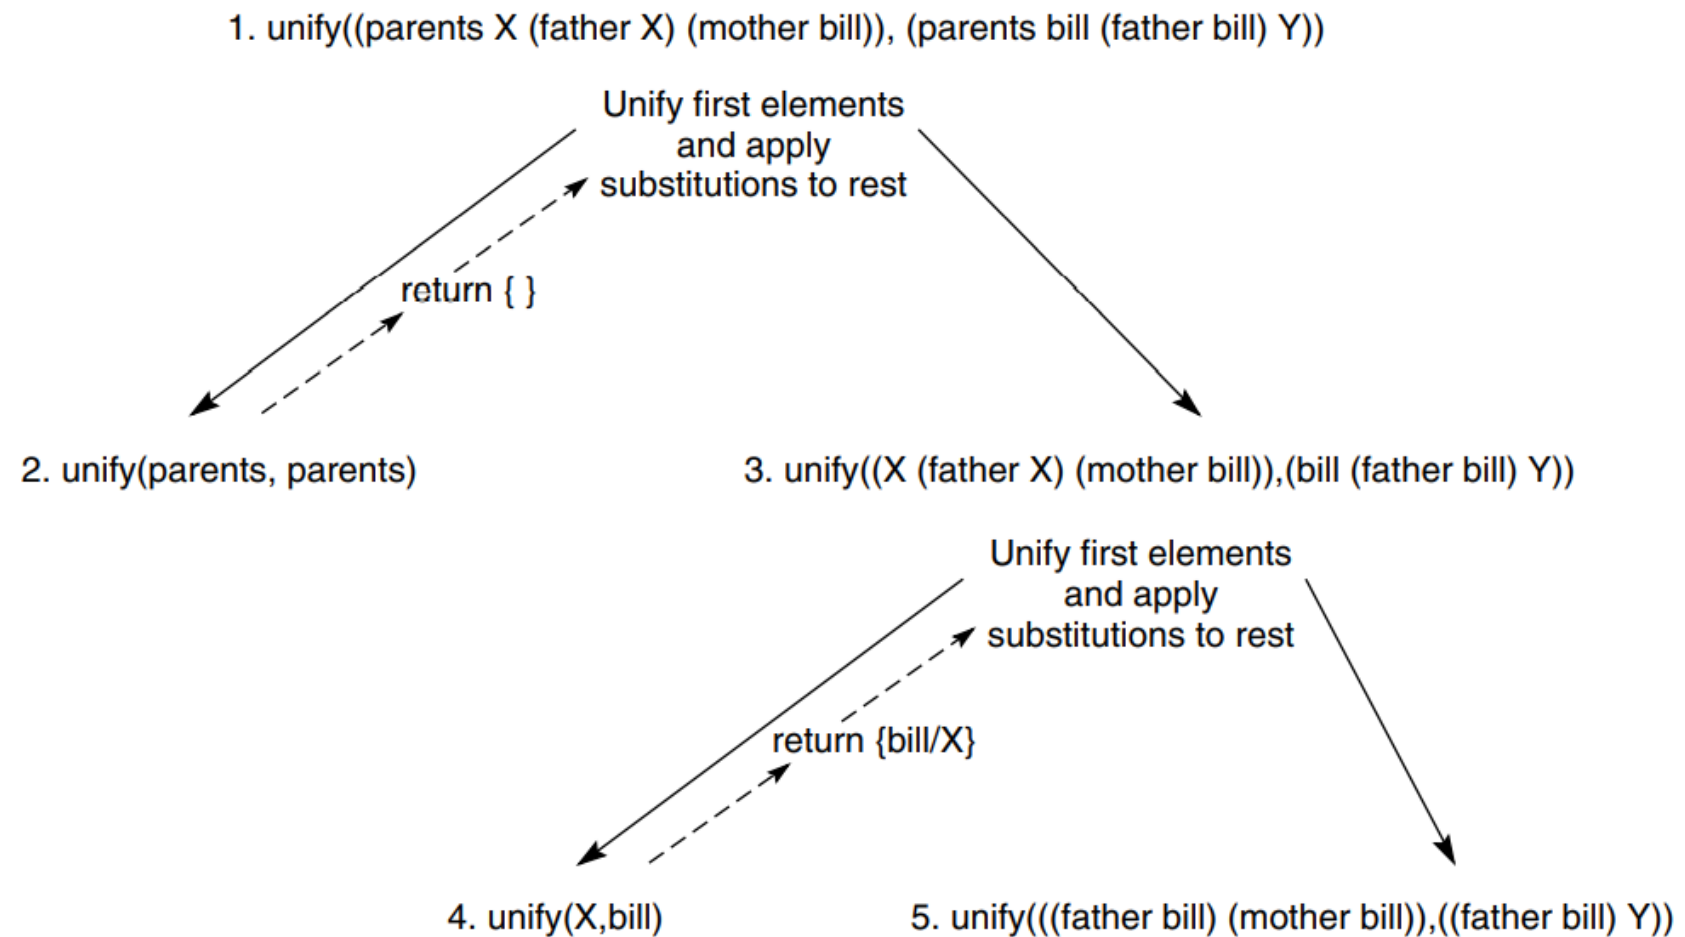 1. unify((parents X (father X) (mother bill)), (parents bill (father bill) Y))
Unify first elements
and apply
substitutions to rest
return { }
2. unify(parents, parents)
3. unify((X (father X) (mother bill)),(bill (father bill) Y))
Unify first elements
and apply
substitutions to rest
return {bill/X}
4. unify(X,bill)
5. unify(((father bill) (mother bill)),((father bill) Y))